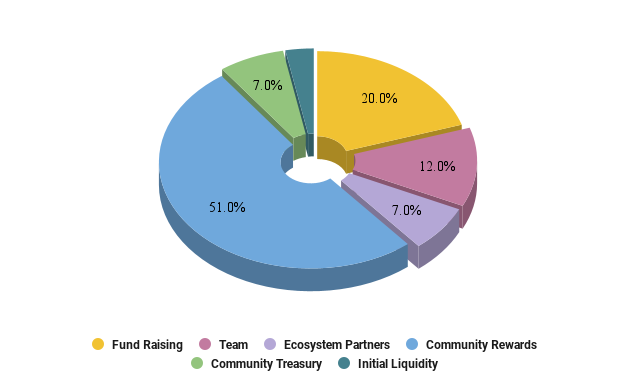 7.0%
20.0%
12.0%
51.0%
7.0%
Fund Raising Team Ecosystem Partners Community Rewards
Community Treasury Initial Liquidity